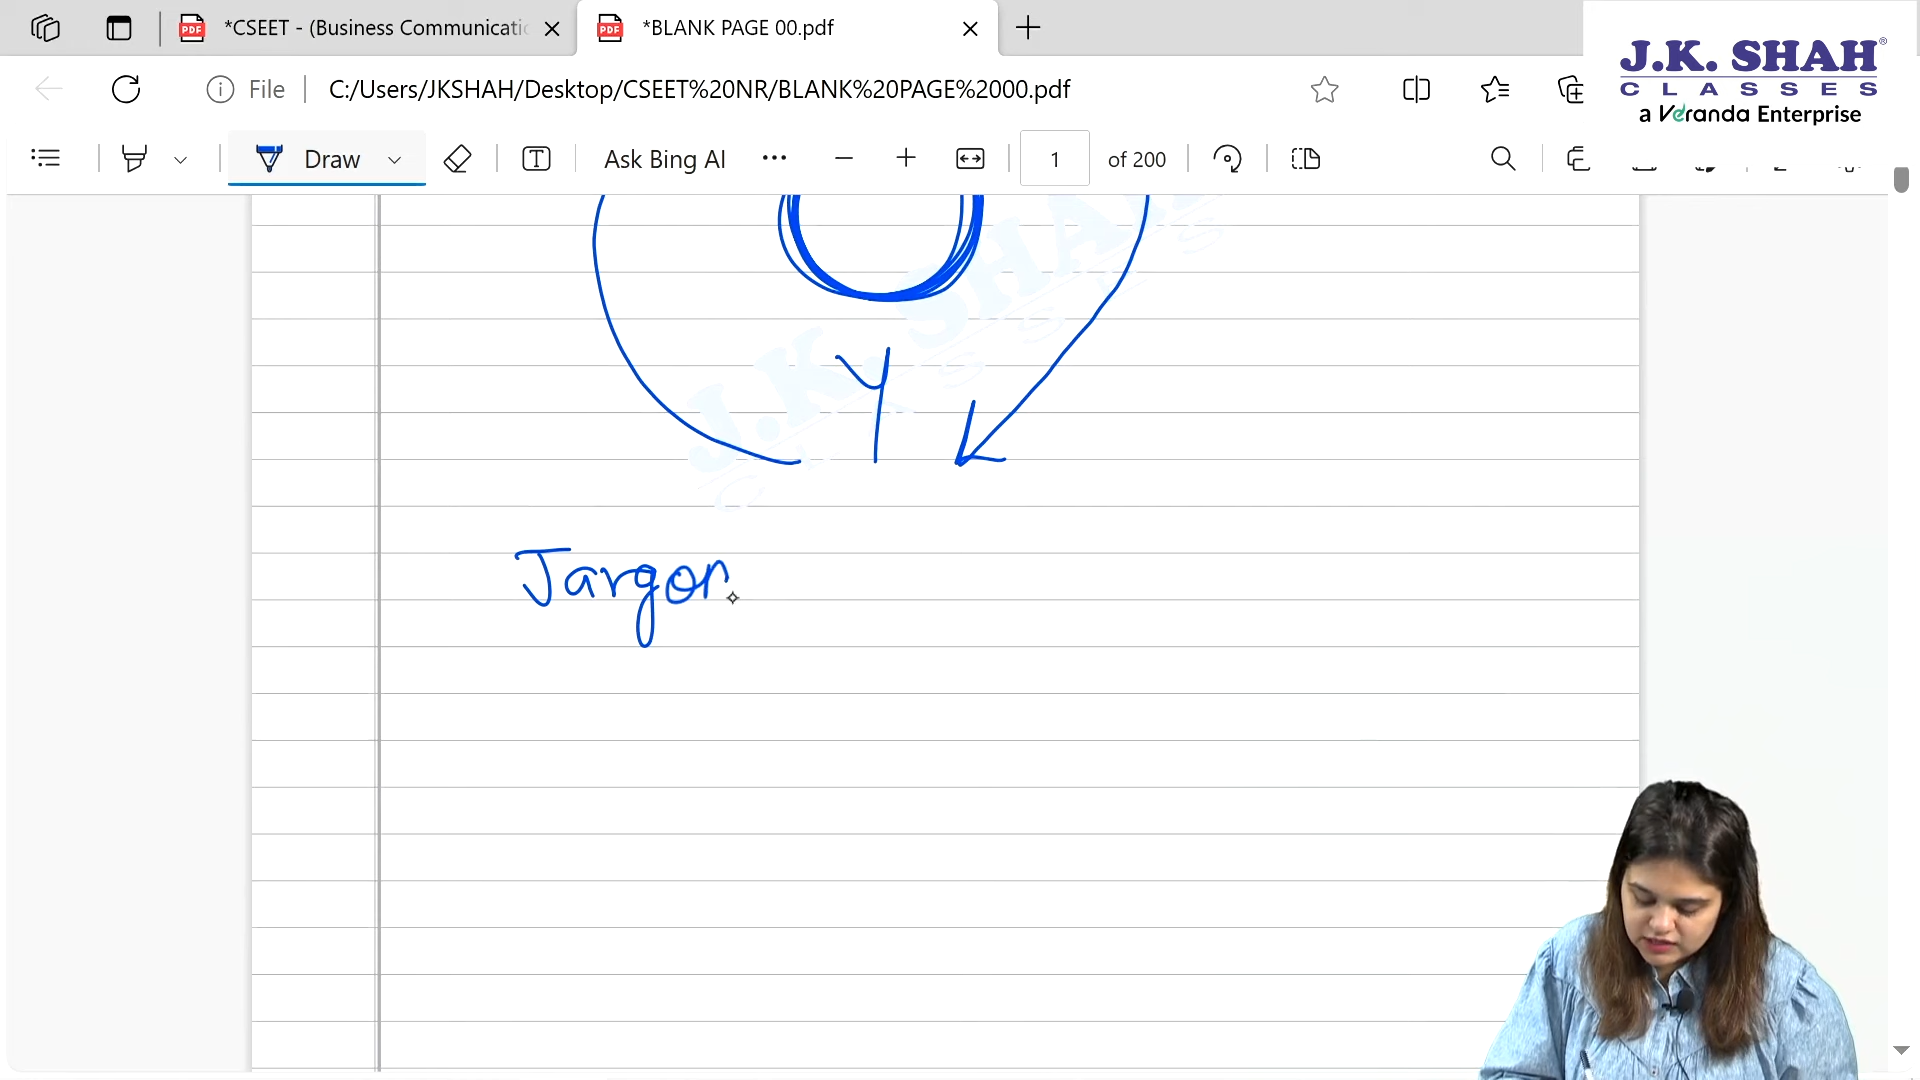 *CSEET - (Business Communicati
*BLANK PAGE 00.pdf
File
C:/Users/JKSHAH/Desktop/CSEET%20NR/BLANK%20PAGE%2000.pdf
J.K. SHAH®
CLASSES
a Veranda Enterprise
Draw
Ask Bing AI
1 of 200
J.K. SHAH
Y
Jargon